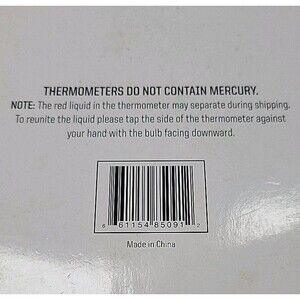 THERMOMETERS DO NOT CONTAIN MERCURY.
NOTE: The red liquid in the thermometer may separate during shipping.
To reunite the liquid please tap the side of the thermometer against
your hand with the bulb facing downward.
6 61154 85091 2
Made in China